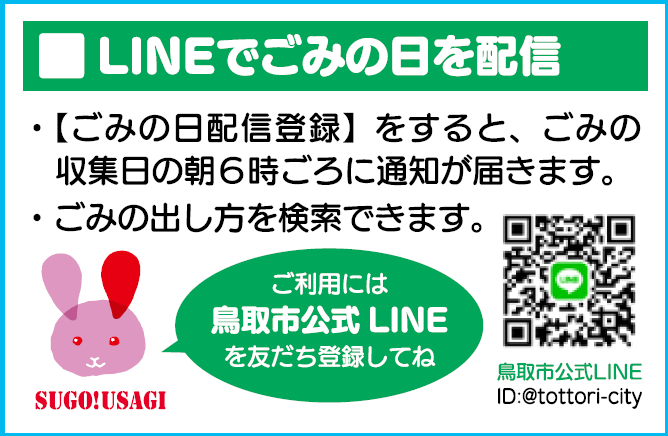 LINEでごみの日を配信
・【ごみの日配信登録】をすると、ごみの
収集日の朝6時ごろに通知が届きます。
・ごみの出し方を検索できます。
ご利用には
鳥取市公式 LINE
を友だち登録してね
SUGO!USAGI
LINE
鳥取市公式LINE
ID:@tottori-city